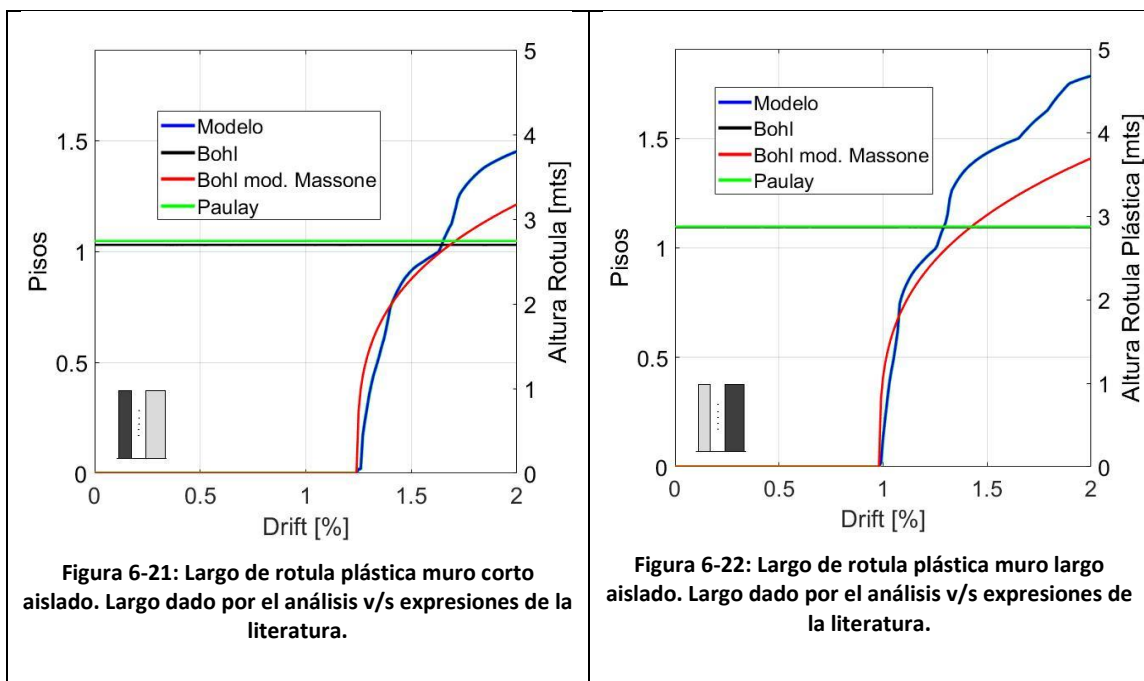 5
4
3
2
1
0
1.5
1
0.5
0
Pisos
Altura Rotula [mts]
Modelo
Bohl
Bohl mod. Massone
Paulay
0
0.5
1
1.5
2
Drift [%]
Figura 6-21: Largo de rotula plástica muro corto
aislado. Largo dado por el análisis v/s expresiones de la
literatura.
5
4
3
2
1
0
1.5
1
0.5
0
Pisos
Altura Rotula Plástica [mts]
Modelo
Bohl
Bohl mod. Massone
Paulay
0
0.5
1
1.5
2
Drift [%]
Figura 6-22: Largo de rotula plástica muro largo
aislado. Largo dado por el análisis v/s expresiones de
la literatura.